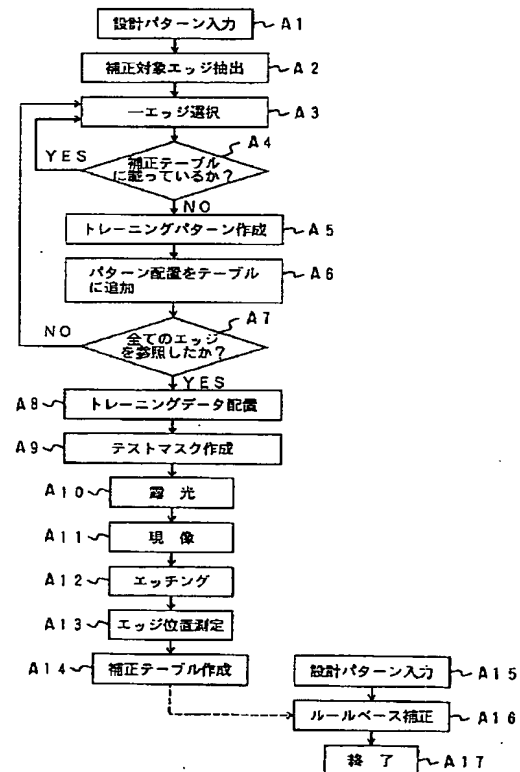 設計パターン入力 A1
補正対象エッジ抽出 A2
一エッジ選択 A3
A4
YES
補正テーブル
に載っているか?
NO
トレーニングパターン作成 A5
パターン配置をテーブル
に追加
A6
A7
NO
全てのエッジ
を参照したか?
YES
A8 トレーニングデータ配置
A9 テストマスク作成
A10 露光
A11 現像
A12 エッチング
A13 エッジ位置測定
A14 補正テーブル作成
設計パターン入力 A15
ルールベース補正 A16
終了 A17